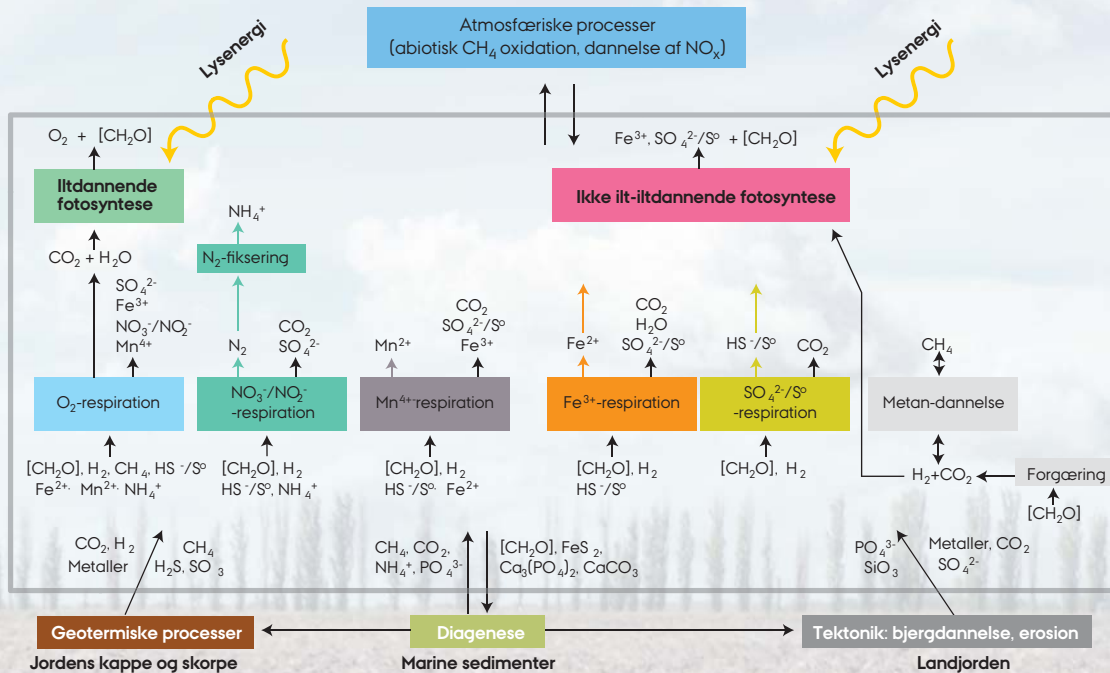 Atmosfæriske processer
(abiotisk CH₄ oxidation, dannelse af NOₓ)
Lysenergi
Lysenergi
O₂ + [CH₂O]
Fe³⁺, SO₄²⁻/S⁰ + [CH₂O]
Iltdannende
fotosyntese
Ikke ilt-iltdannende fotosyntese
NH₄⁺
N₂-fiksering
CO₂ + H₂O
SO₄²⁻
Fe³⁺
NO₃⁻/NO₂⁻
Mn⁴⁺
N₂
CO₂
SO₄²⁻
Mn²⁺
CO₂
SO₄²⁻/S⁰
Fe³⁺
Fe²⁺
CO₂
H₂O
SO₄²⁻/S⁰
HS⁻/S⁰
CO₂
CH₄
O₂-respiration
NO₃⁻/NO₂⁻
-respiration
Mn⁴⁺-respiration
Fe³⁺-respiration
SO₄²⁻/S⁰
-respiration
Metan-dannelse
[CH₂O], H₂, CH₄, HS⁻/S⁰
Fe²⁺, Mn²⁺, NH₄⁺
[CH₂O], H₂
HS⁻/S⁰, NH₄⁺
[CH₂O], H₂
HS⁻/S⁰, Fe²⁺
[CH₂O], H₂
HS⁻/S⁰
[CH₂O], H₂
H₂+CO₂
Forgæring
[CH₂O]
CO₂, H₂
Metaller
CH₄
H₂S, SO₃
CH₄, CO₂,
NH₄⁺, PO₄³⁻
[CH₂O], FeS₂,
Ca₃(PO₄)₂, CaCO₃
PO₄³⁻
SiO₃
Metaller, CO₂
SO₄²⁻
Geotermiske processer
Diagenese
Tektonik: bjergdannelse, erosion
Jordens kappe og skorpe
Marine sedimenter
Landjorden